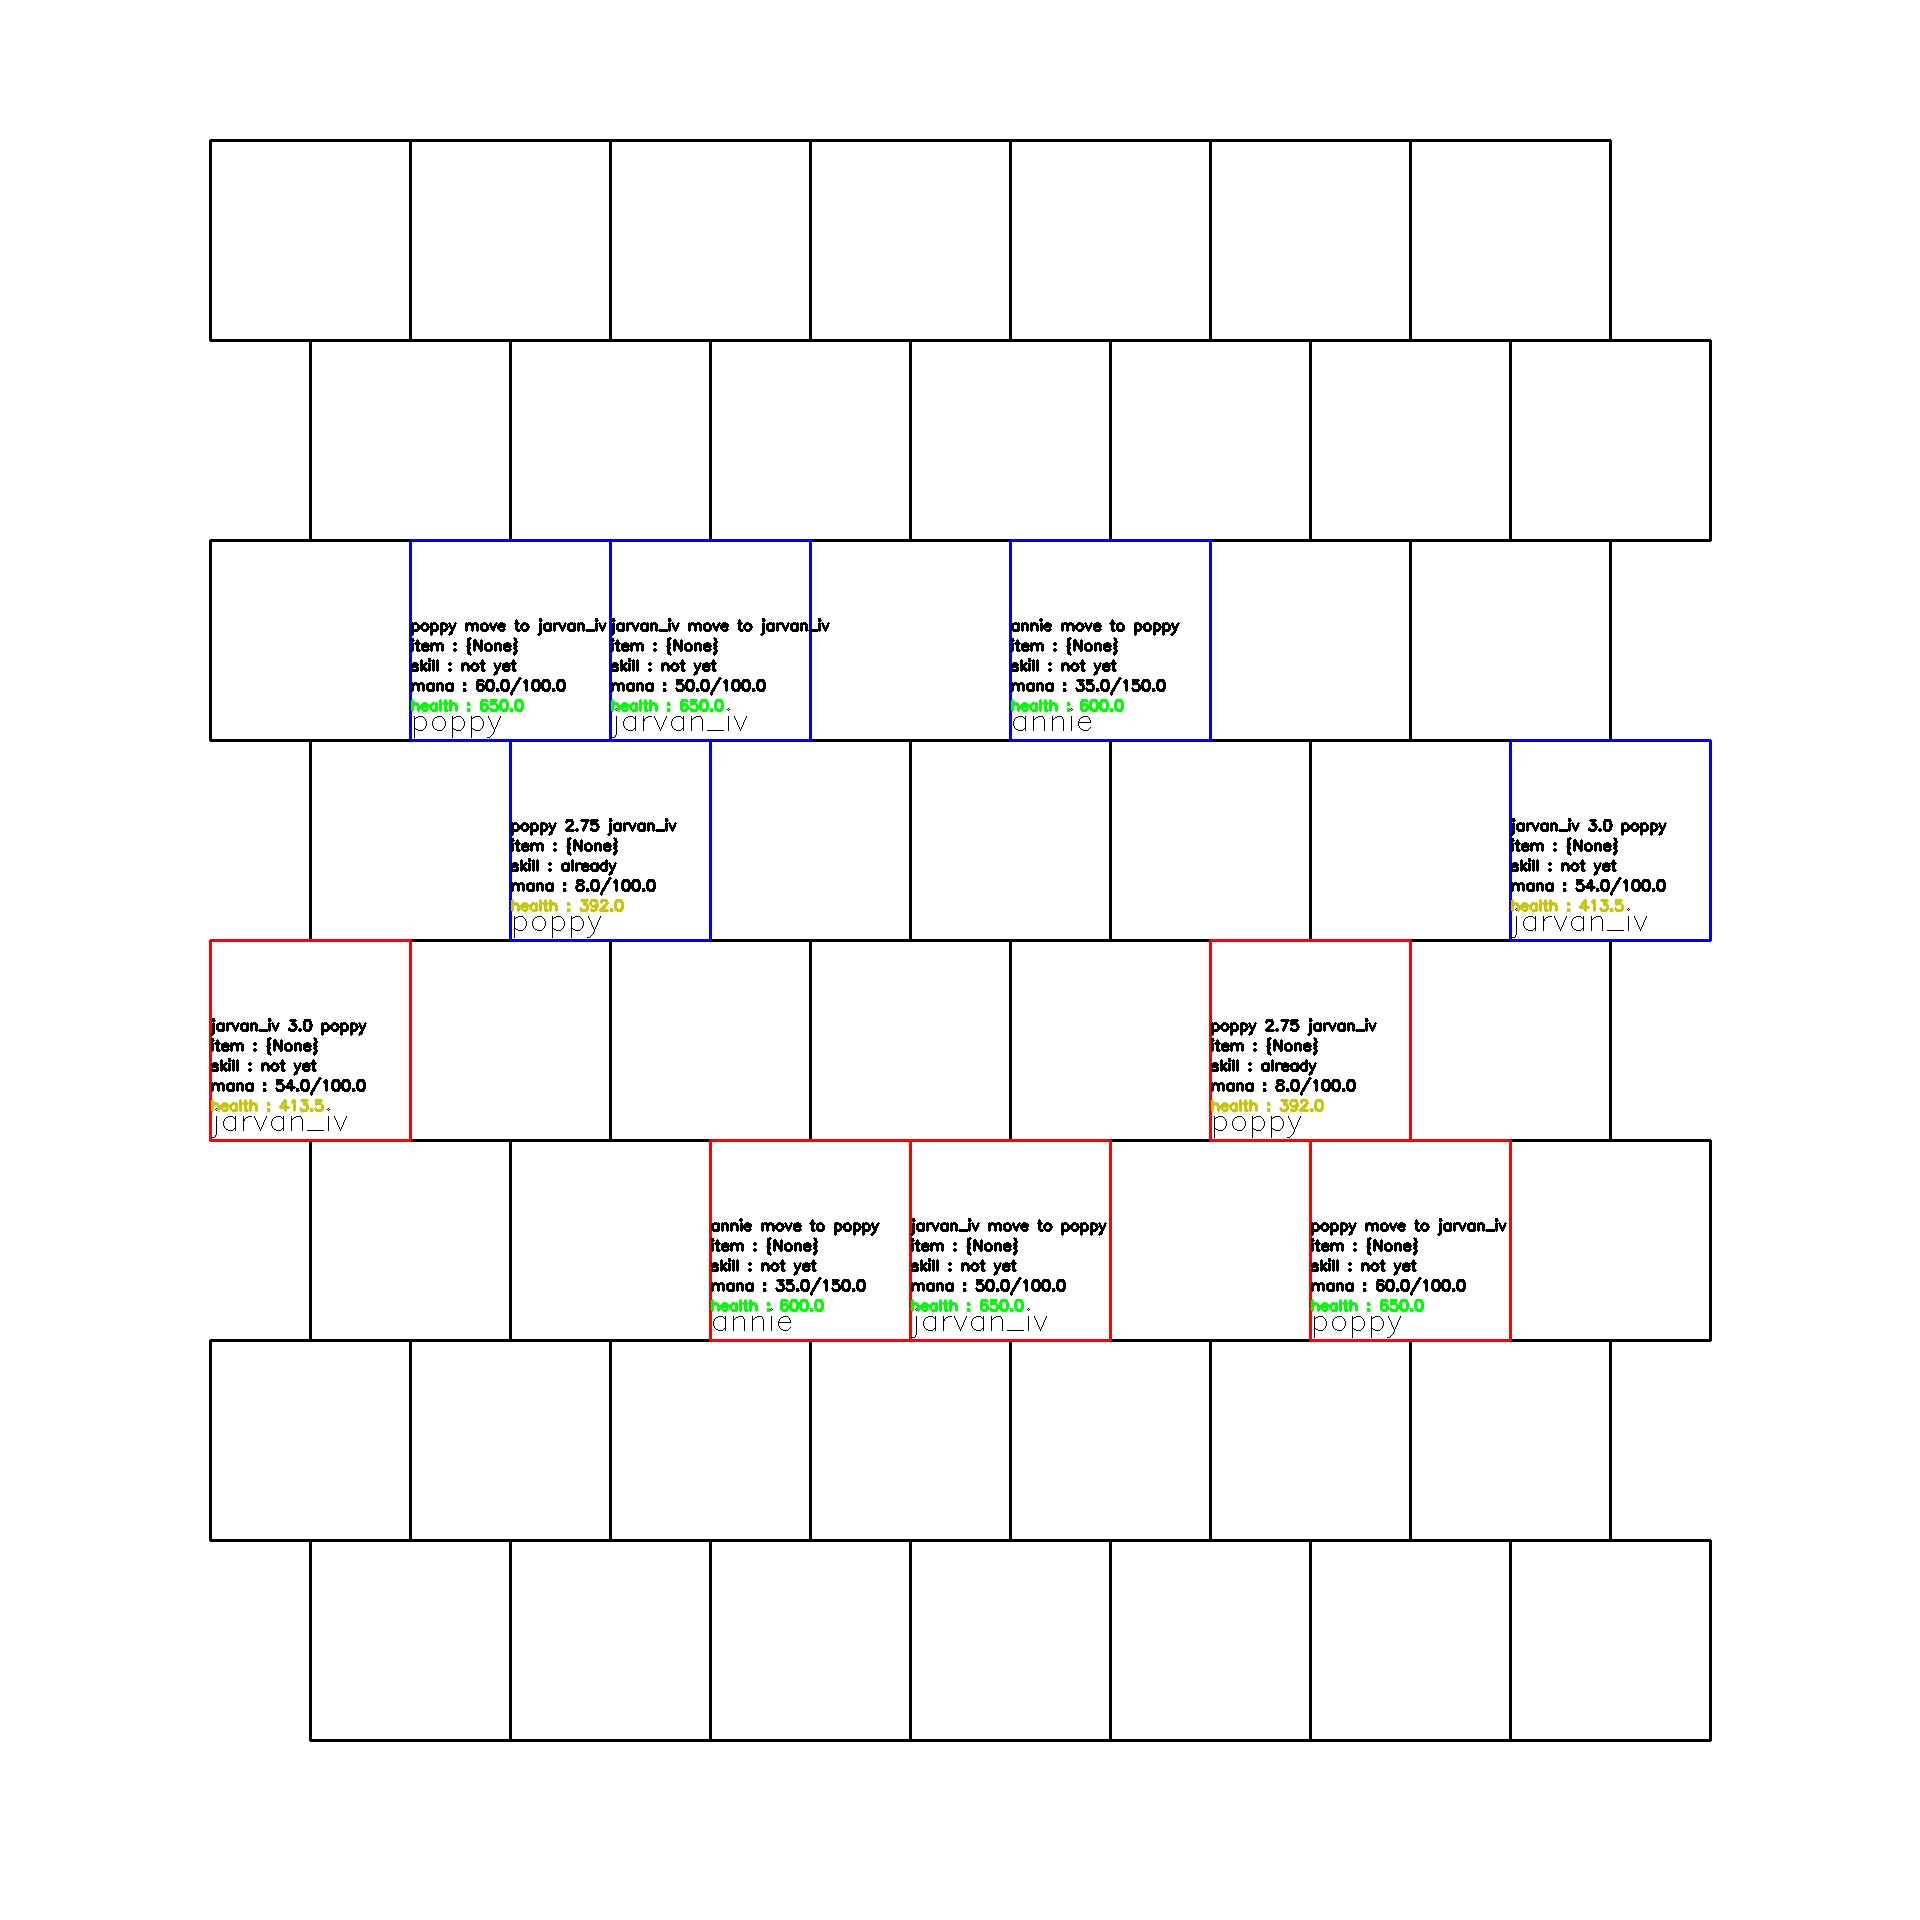 poppy move to jarvan_iv
item : {None}
skill : not yet
mana : 60.0/100.0
health : 650.0
poppy
jarvan_iv move to jarvan_iv
item : {None}
skill : not yet
mana : 50.0/100.0
health : 650.0
jarvan_iv
annie move to poppy
item : {None}
skill : not yet
mana : 35.0/150.0
health : 600.0
annie
poppy 2.75 jarvan_iv
item : {None}
skill : already
mana : 8.0/100.0
health : 392.0
poppy
jarvan_iv 3.0 poppy
item : {None}
skill : not yet
mana : 54.0/100.0
health : 413.5
jarvan_iv
jarvan_iv 3.0 poppy
item : {None}
skill : not yet
mana : 54.0/100.0
health : 413.5
jarvan_iv
poppy 2.75 jarvan_iv
item : {None}
skill : already
mana : 8.0/100.0
health : 392.0
poppy
annie move to poppy
item : {None}
skill : not yet
mana : 35.0/150.0
health : 600.0
annie
jarvan_iv move to poppy
item : {None}
skill : not yet
mana : 50.0/100.0
health : 650.0
jarvan_iv
poppy move to jarvan_iv
item : {None}
skill : not yet
mana : 60.0/100.0
health : 650.0
poppy